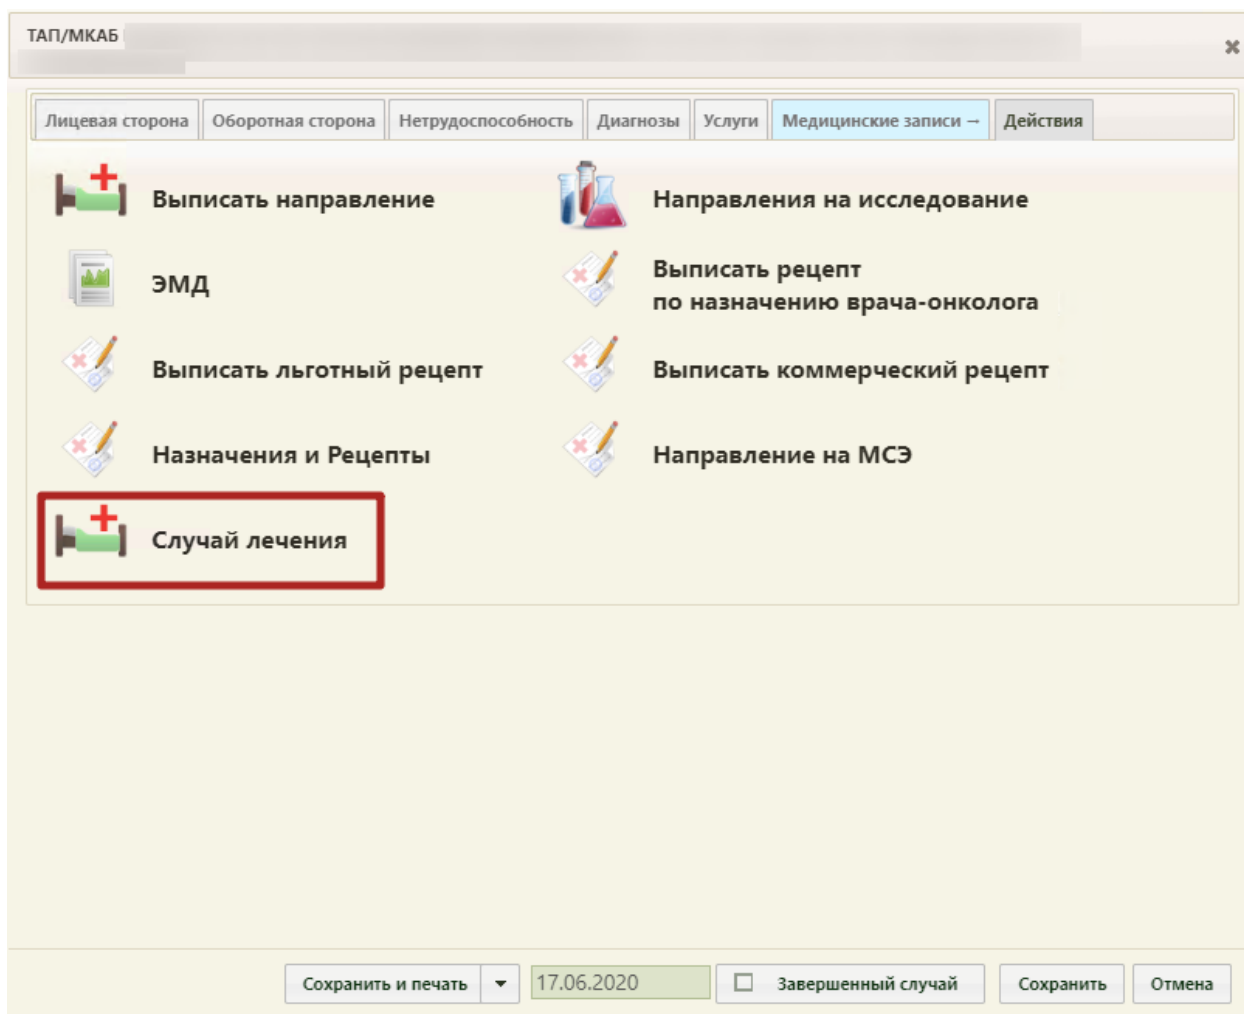 ТАП/МКАБ
Лицевая сторона Оборотная сторона Нетрудоспособность Диагнозы Услуги Медицинские записи → Действия
Выписать направление Направления на исследование
ЭМД Выписать рецепт
по назначению врача-онколога
Выписать льготный рецепт Выписать коммерческий рецепт
Назначения и Рецепты Направление на МСЭ
Случай лечения
Сохранить и печать 17.06.2020 Завершенный случай Сохранить Отмена